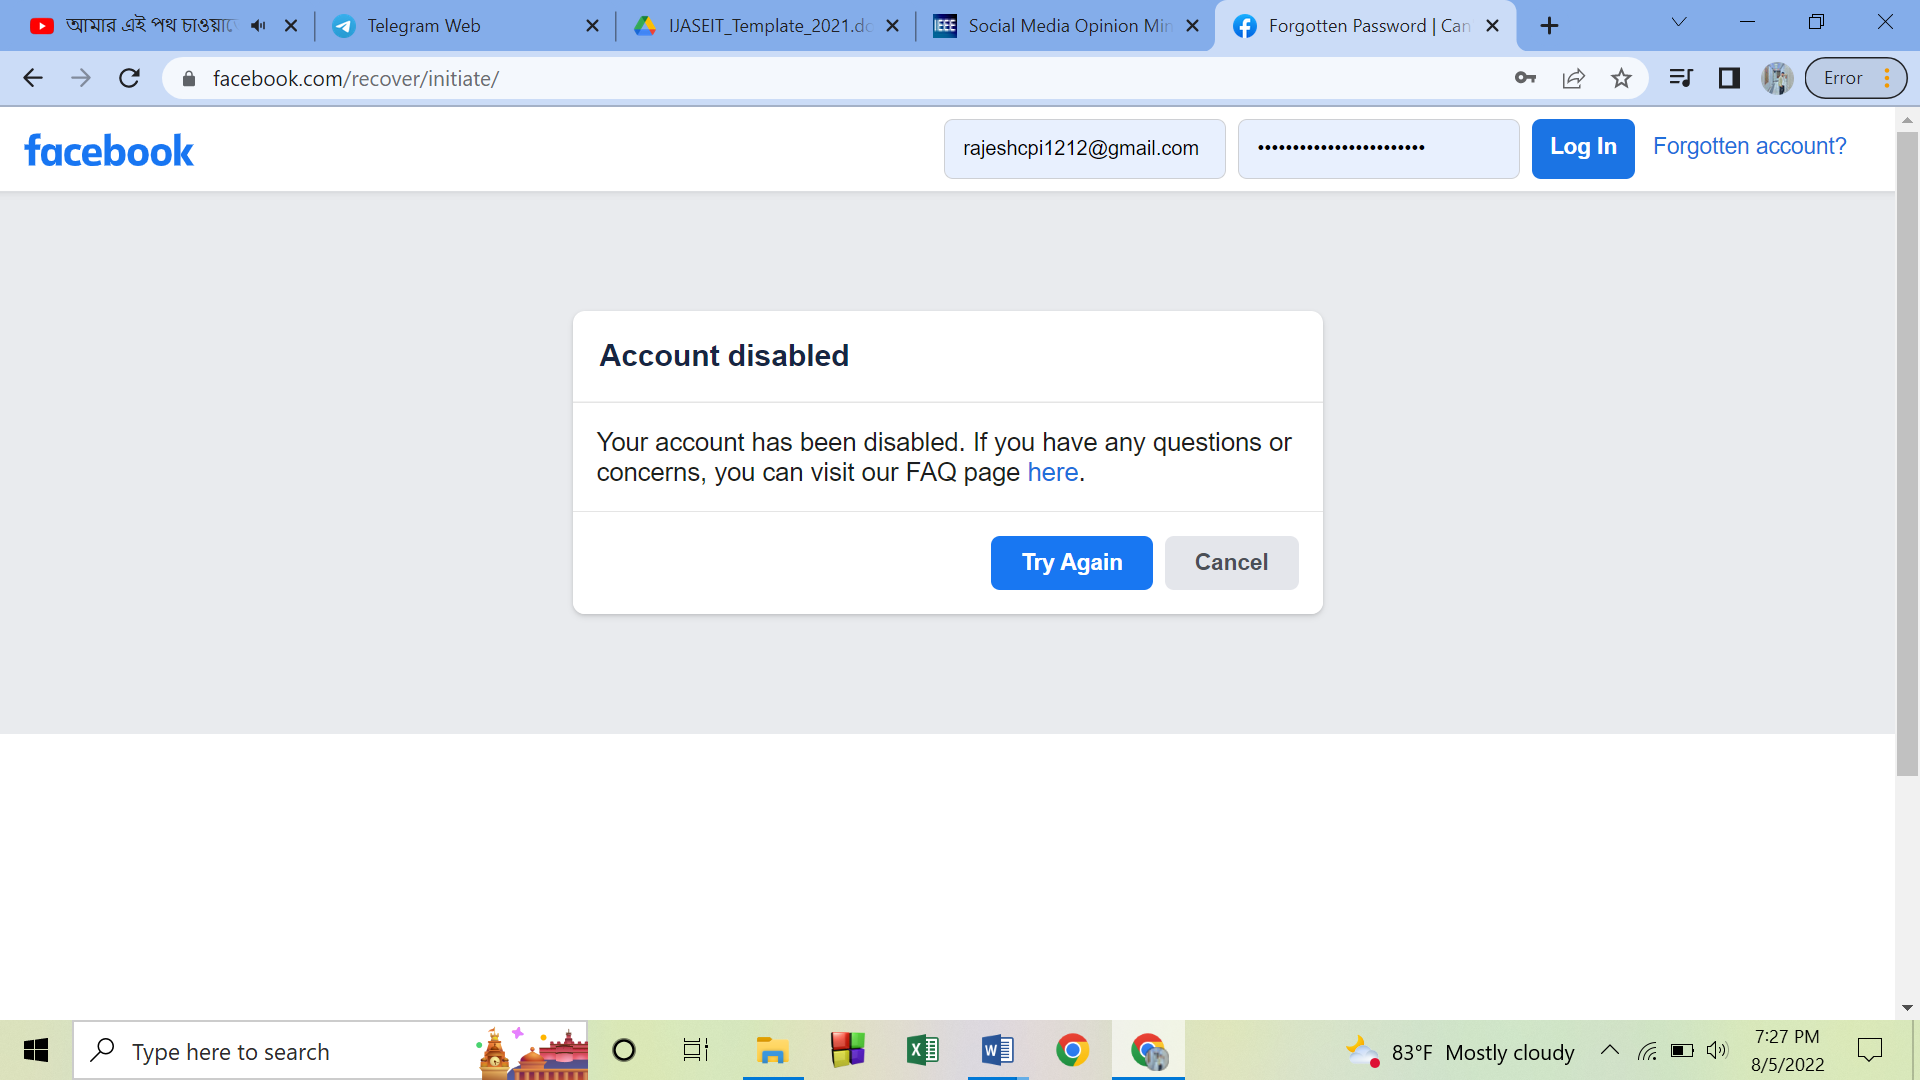 আমার এই পথ চাওয়াতে
Telegram Web
IJASEIT_Template_2021.do
Social Media Opinion Min
Forgotten Password | Can
facebook.com/recover/initiate/
Error
facebook
rajeshcpi1212@gmail.com
••••••••••••••••••••••••
Log In
Forgotten account?
Account disabled
Your account has been disabled. If you have any questions or
concerns, you can visit our FAQ page here.
Try Again
Cancel
Type here to search
83°F Mostly cloudy
7:27 PM
8/5/2022